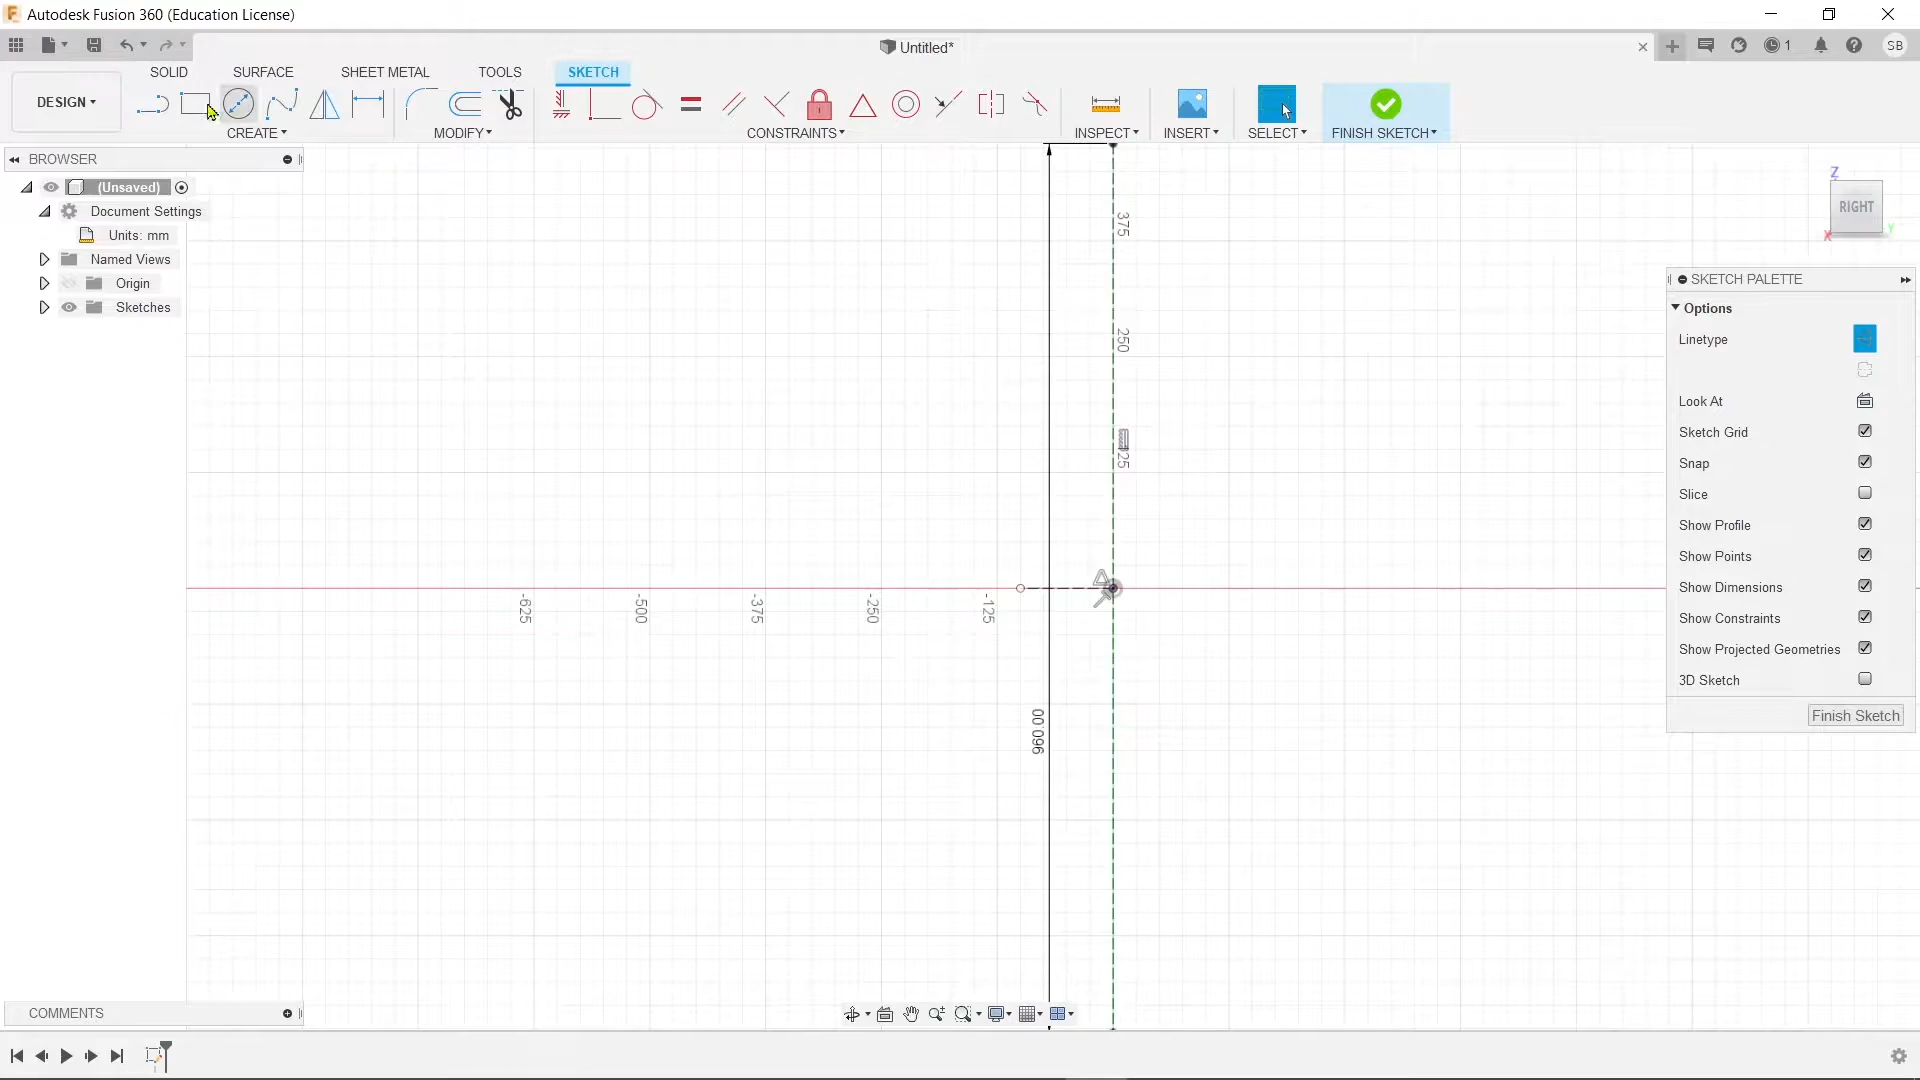 Autodesk Fusion 360 (Education License)
Untitled*
1
SB
DESIGN
SOLID
SURFACE
SHEET METAL
TOOLS
SKETCH
CREATE
MODIFY
CONSTRAINTS
INSPECT
INSERT
SELECT
FINISH SKETCH
BROWSER
(Unsaved)
Document Settings
Units: mm
Named Views
Origin
Sketches
Z
RIGHT
X
Y
375
250
125
960.00
-625
-500
-375
-250
-125
SKETCH PALETTE
Options
Linetype
Look At
Sketch Grid
Snap
Slice
Show Profile
Show Points
Show Dimensions
Show Constraints
Show Projected Geometries
3D Sketch
Finish Sketch
COMMENTS